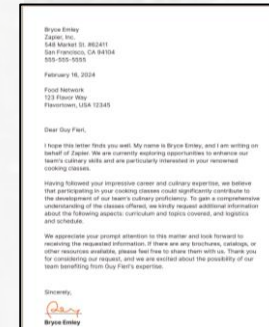 Bryce Emley
Zapier, Inc.
548 Market St. #62411
San Francisco, CA 94104
555-555-5555
February 16, 2024
Food Network
123 Flavor Way
Flavortown, USA 12345
Dear Guy Fieri,
I hope this letter finds you well. My name is Bryce Emley, and I am writing on
behalf of Zapier. We are currently exploring opportunities to enhance our
team's culinary skills and are particularly interested in your renowned
cooking classes.
Having followed your impressive career and culinary expertise, we believe
that participating in your cooking classes could significantly contribute to
the development of our team's culinary proficiency. To gain a comprehensive
understanding of the classes offered, we kindly request additional information
about the following aspects: curriculum and topics covered, and logistics
and schedule.
We appreciate your prompt attention to this matter and look forward to
receiving the requested information. If there are any brochures, catalogs, or
other resources available, please feel free to share them with us. Thank you
for considering our request, and we are excited about the possibility of our
team benefiting from Guy Fieri's expertise.
Sincerely,
Bryce Emley